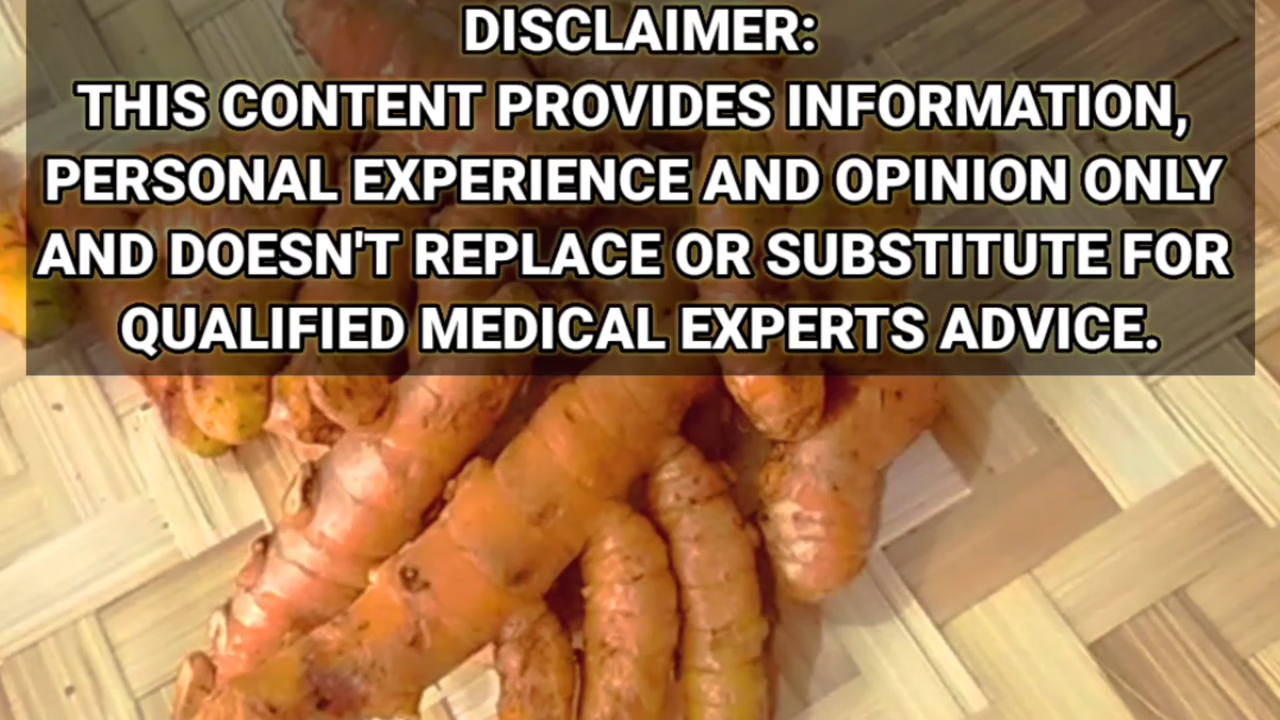 DISCLAIMER:
THIS CONTENT PROVIDES INFORMATION,
PERSONAL EXPERIENCE AND OPINION ONLY
AND DOESN'T REPLACE OR SUBSTITUTE FOR
QUALIFIED MEDICAL EXPERTS ADVICE.